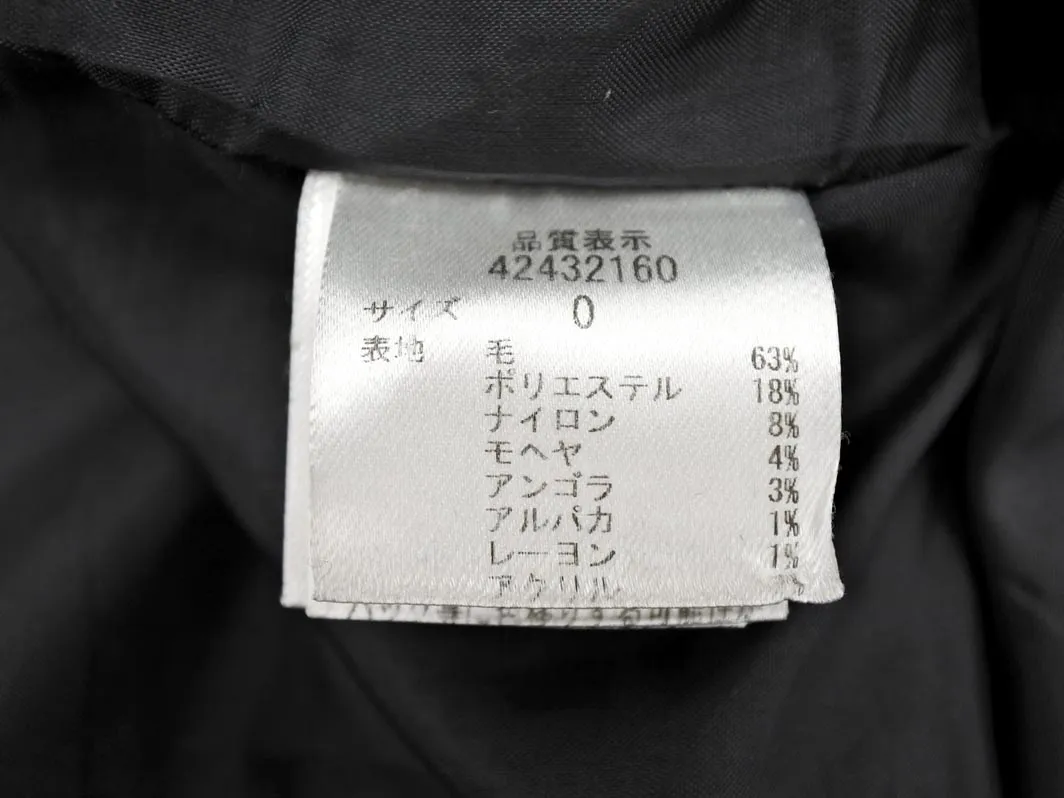 品質表示
42432160
サイズ 0
表地 毛 63%
ポリエステル 18%
ナイロン 8%
モヘヤ 4%
アンゴラ 3%
アルパカ 1%
レーヨン 1%
アクリル